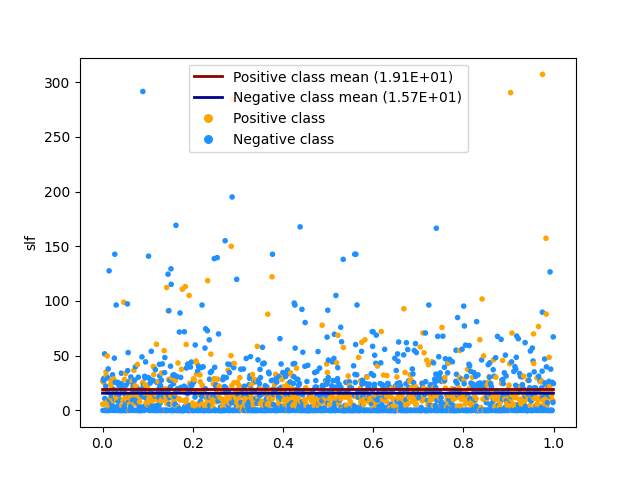 300
250
200
150
100
50
0
slf
Positive class mean (1.91E+01)
Negative class mean (1.57E+01)
Positive class
Negative class
0.0 0.2 0.4 0.6 0.8 1.0